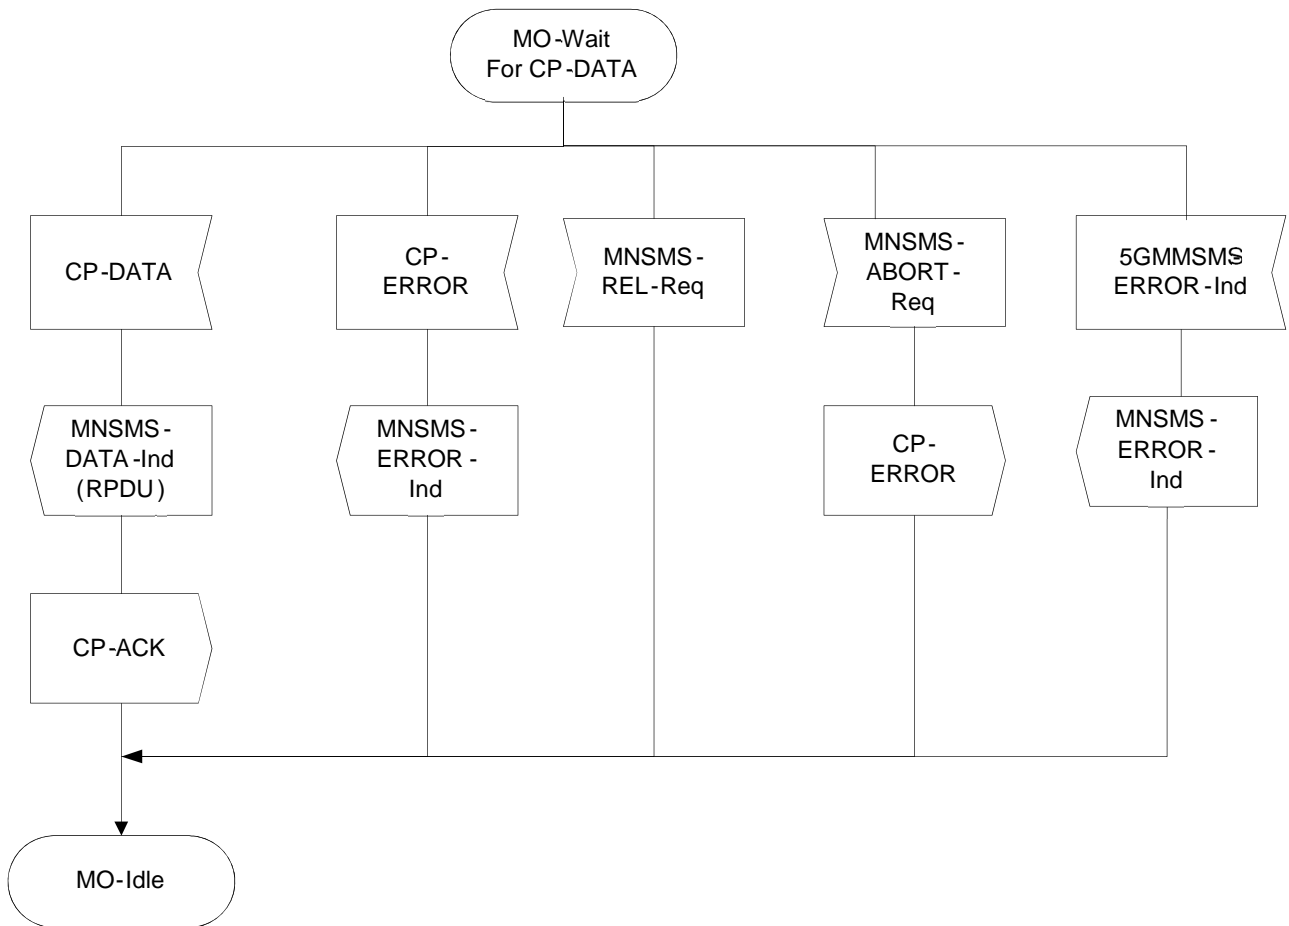 MO-Wait
For CP-DATA
CP-DATA
CP-
ERROR
MNSMS-
REL-Req
MNSMS-
ABORT-
Req
5GMMSMS-
ERROR-Ind
MNSMS-
DATA-Ind
(RPDU)
MNSMS-
ERROR-
Ind
CP-
ERROR
MNSMS-
ERROR-
Ind
CP-ACK
MO-Idle